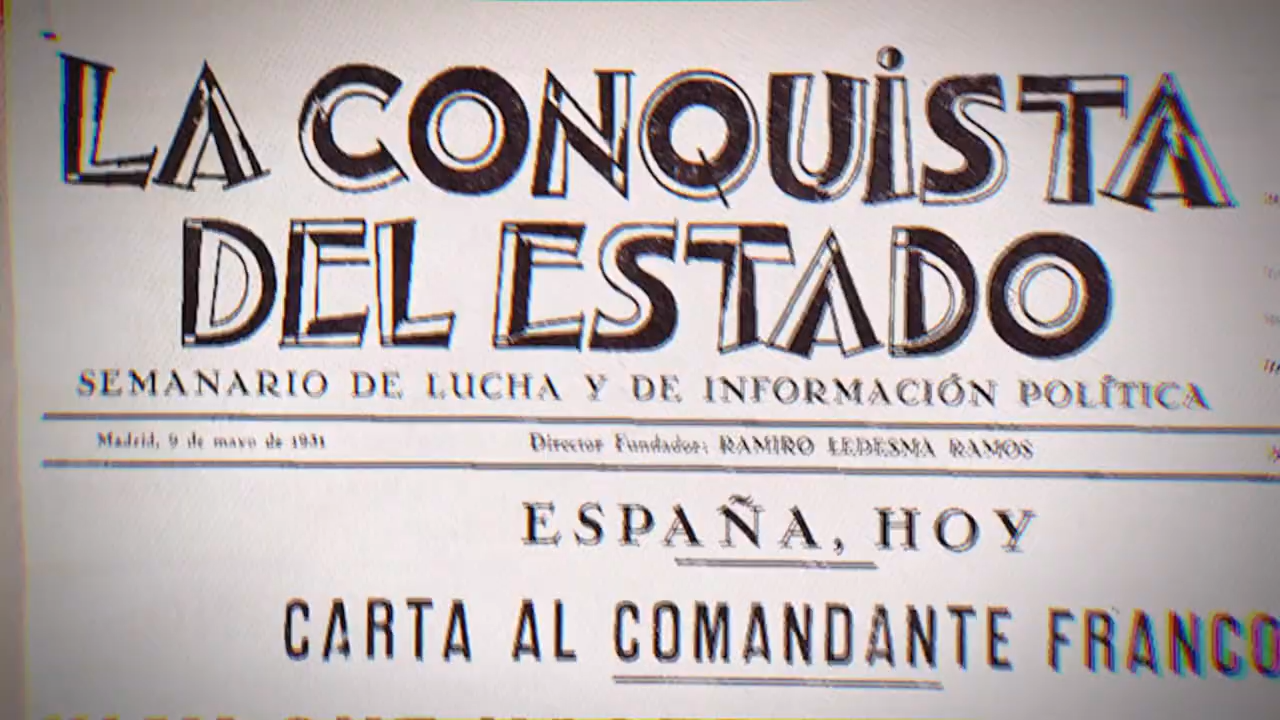 LA CONQUiSTA
DEL ESTADO
SEMANARIO DE LUCHA Y DE INFORMACIÓN POLÍTICA
Madrid, 9 de mayo de 1931 Director Fundador: RAMIRO LEDESMA RAMOS
ESPAÑA, HOY
CARTA AL COMANDANTE FRANCO